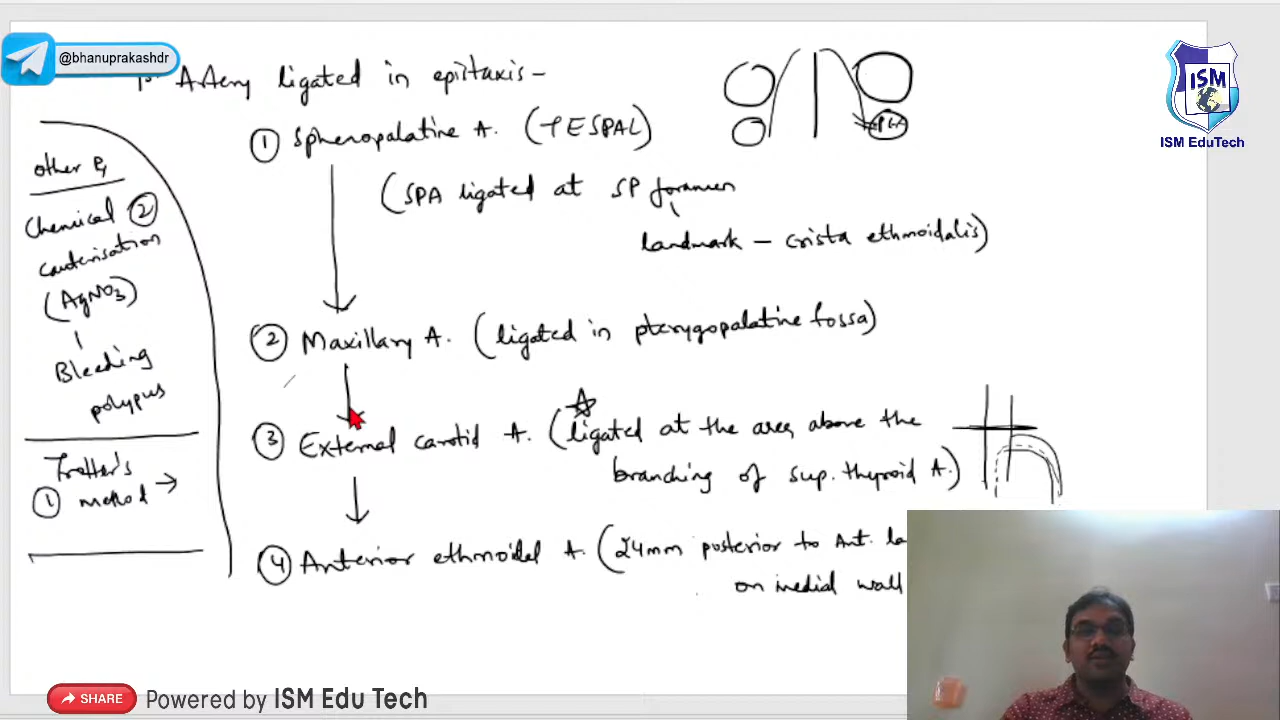 @bhanuprakashdr
ISM
ISM EduTech
1st Artery ligated in epistaxis -
① Sphenopalatine A. (TESPAL)
(SPA ligated at SP foramen
landmark - crista ethmoidalis)
② Maxillary A. (ligated in pterygopalatine fossa)
③ External carotid A. (ligated at the area above the
branching of sup. thyroid A.)
④ Anterior ethmoidal A. (24mm posterior to Ant. la
on medial wall
other
Chemical ②
cauterisation
(AgNO3)
Bleeding
polypus
Trotter's
① method →
SHARE
Powered by ISM Edu Tech